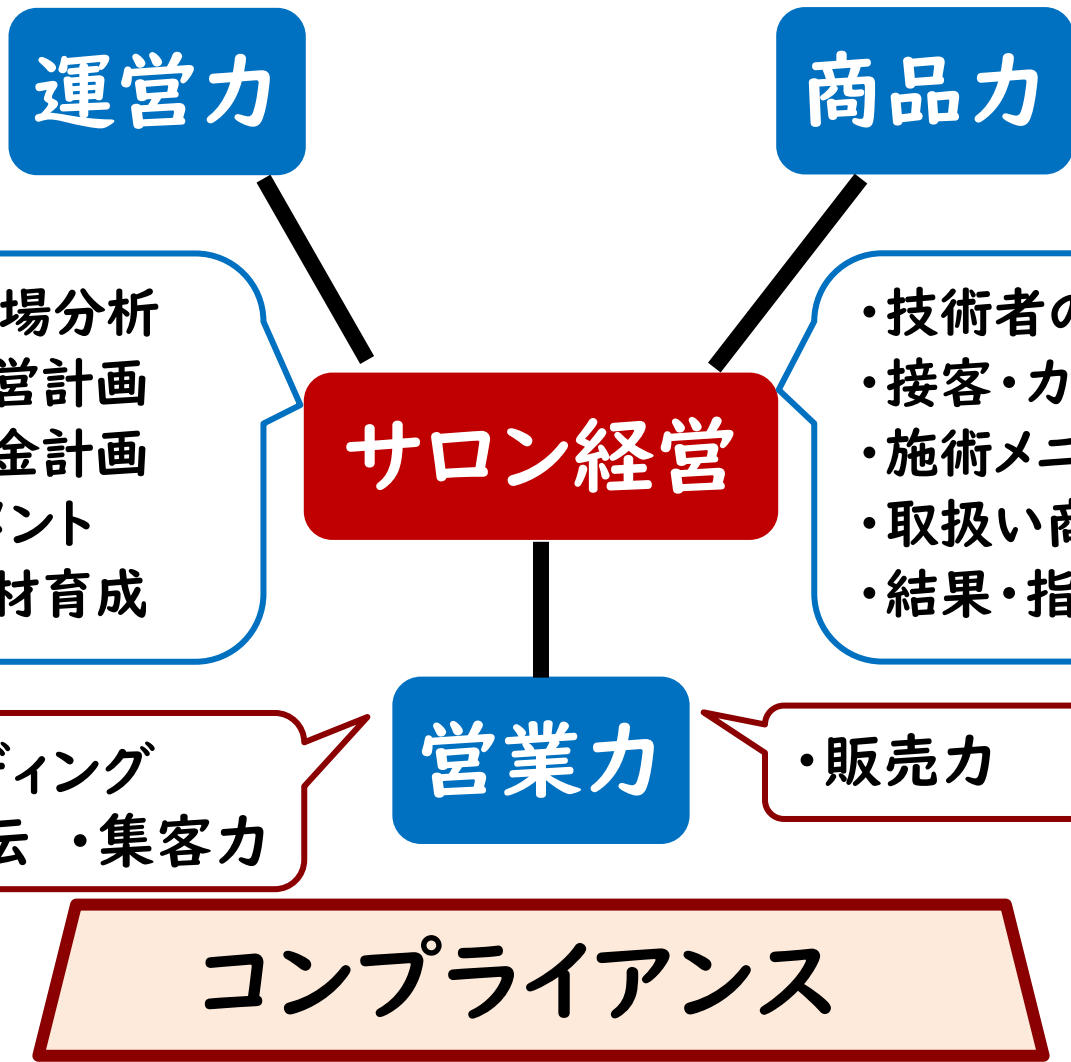 運営力
商品力
場分析
営計画
金計画
ント
材育成
サロン経営
・技術者の
・接客・カ
・施術メニ
・取扱い商
・結果・指
営業力
ディング
伝 ・集客力
・販売力
コンプライアンス